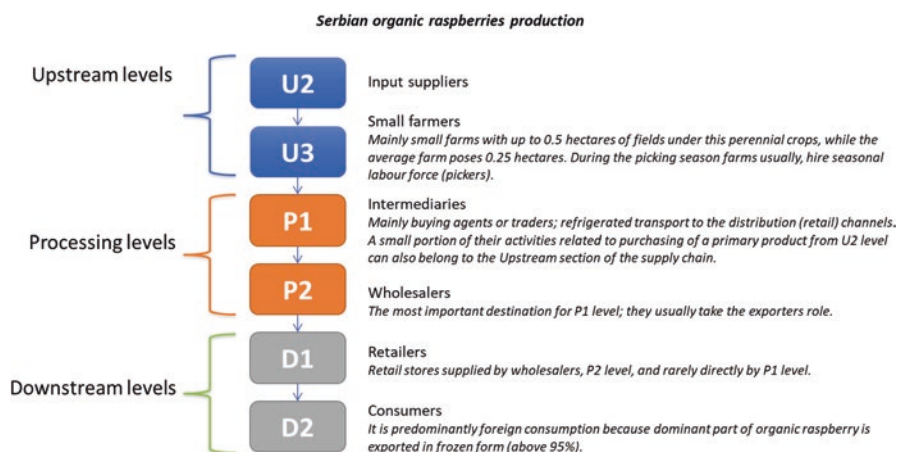 Serbian organic raspberries production
Upstream levels
U2
Input suppliers
U3
Small farmers
Mainly small farms with up to 0.5 hectares of fields under this perennial crops, while the
average farm poses 0.25 hectares. During the picking season farms usually, hire seasonal
labour force (pickers).
Processing levels
P1
Intermediaries
Mainly buying agents or traders; refrigerated transport to the distribution (retail) channels.
A small portion of their activities related to purchasing of a primary product from U2 level
can also belong to the Upstream section of the supply chain.
P2
Wholesalers
The most important destination for P1 level; they usually take the exporters role.
Downstream levels
D1
Retailers
Retail stores supplied by wholesalers, P2 level, and rarely directly by P1 level.
D2
Consumers
It is predominantly foreign consumption because dominant part of organic raspberry is
exported in frozen form (above 95%).